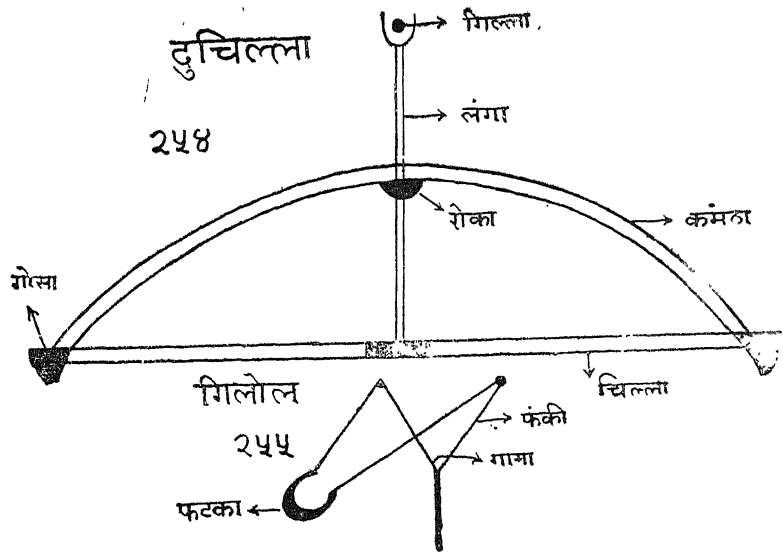 गिल्ला
दुचिल्ला
लंगा
२५४
रोका
कमंठा
गोसा
चिल्ला
गिलोल
फंकी
२५५
गामा
फटका